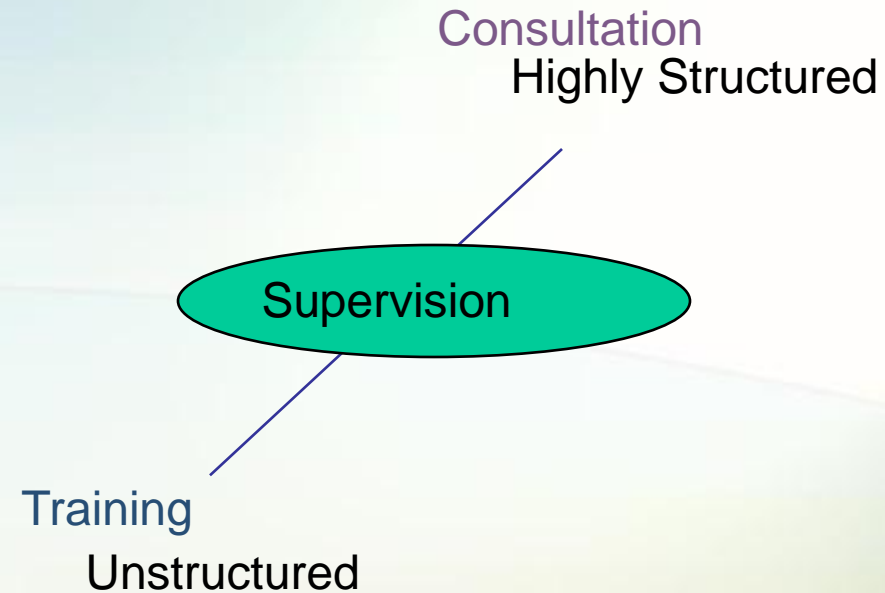 Consultation
Highly Structured
Supervision
Training
Unstructured